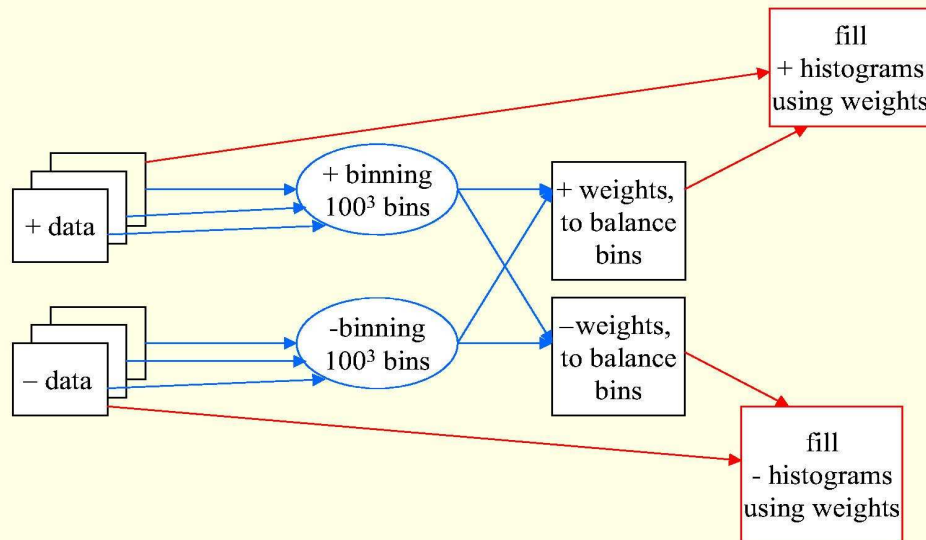 fill
+ histograms
using weights
+ binning
100³ bins
+ data
+ weights,
to balance
bins
-binning
100³ bins
– data
–weights,
to balance
bins
fill
- histograms
using weights